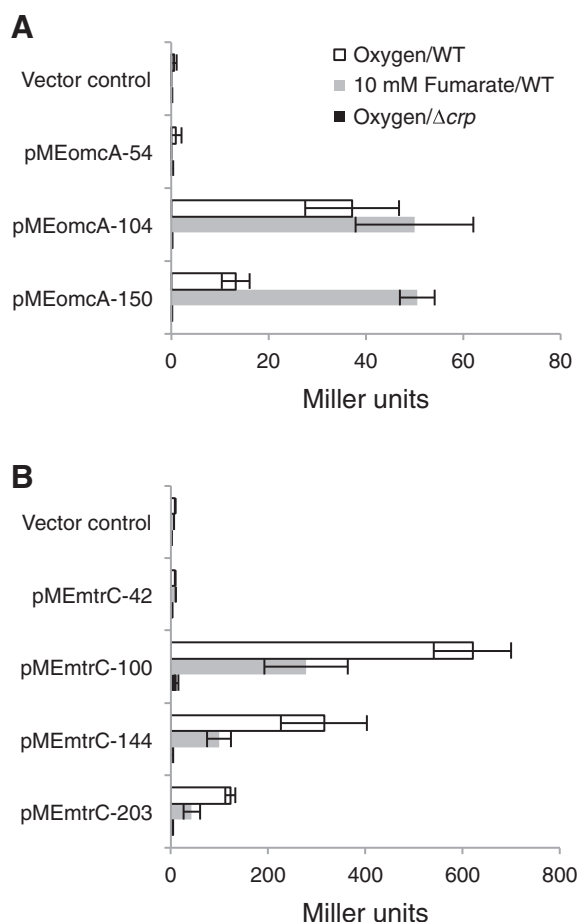 A
Oxygen/WT
10 mM Fumarate/WT
Oxygen/Δcrp
Vector control
pMEomcA-54
pMEomcA-104
pMEomcA-150
0 20 40 60 80
Miller units
B
Vector control
pMEmtrC-42
pMEmtrC-100
pMEmtrC-144
pMEmtrC-203
0 200 400 600 800
Miller units